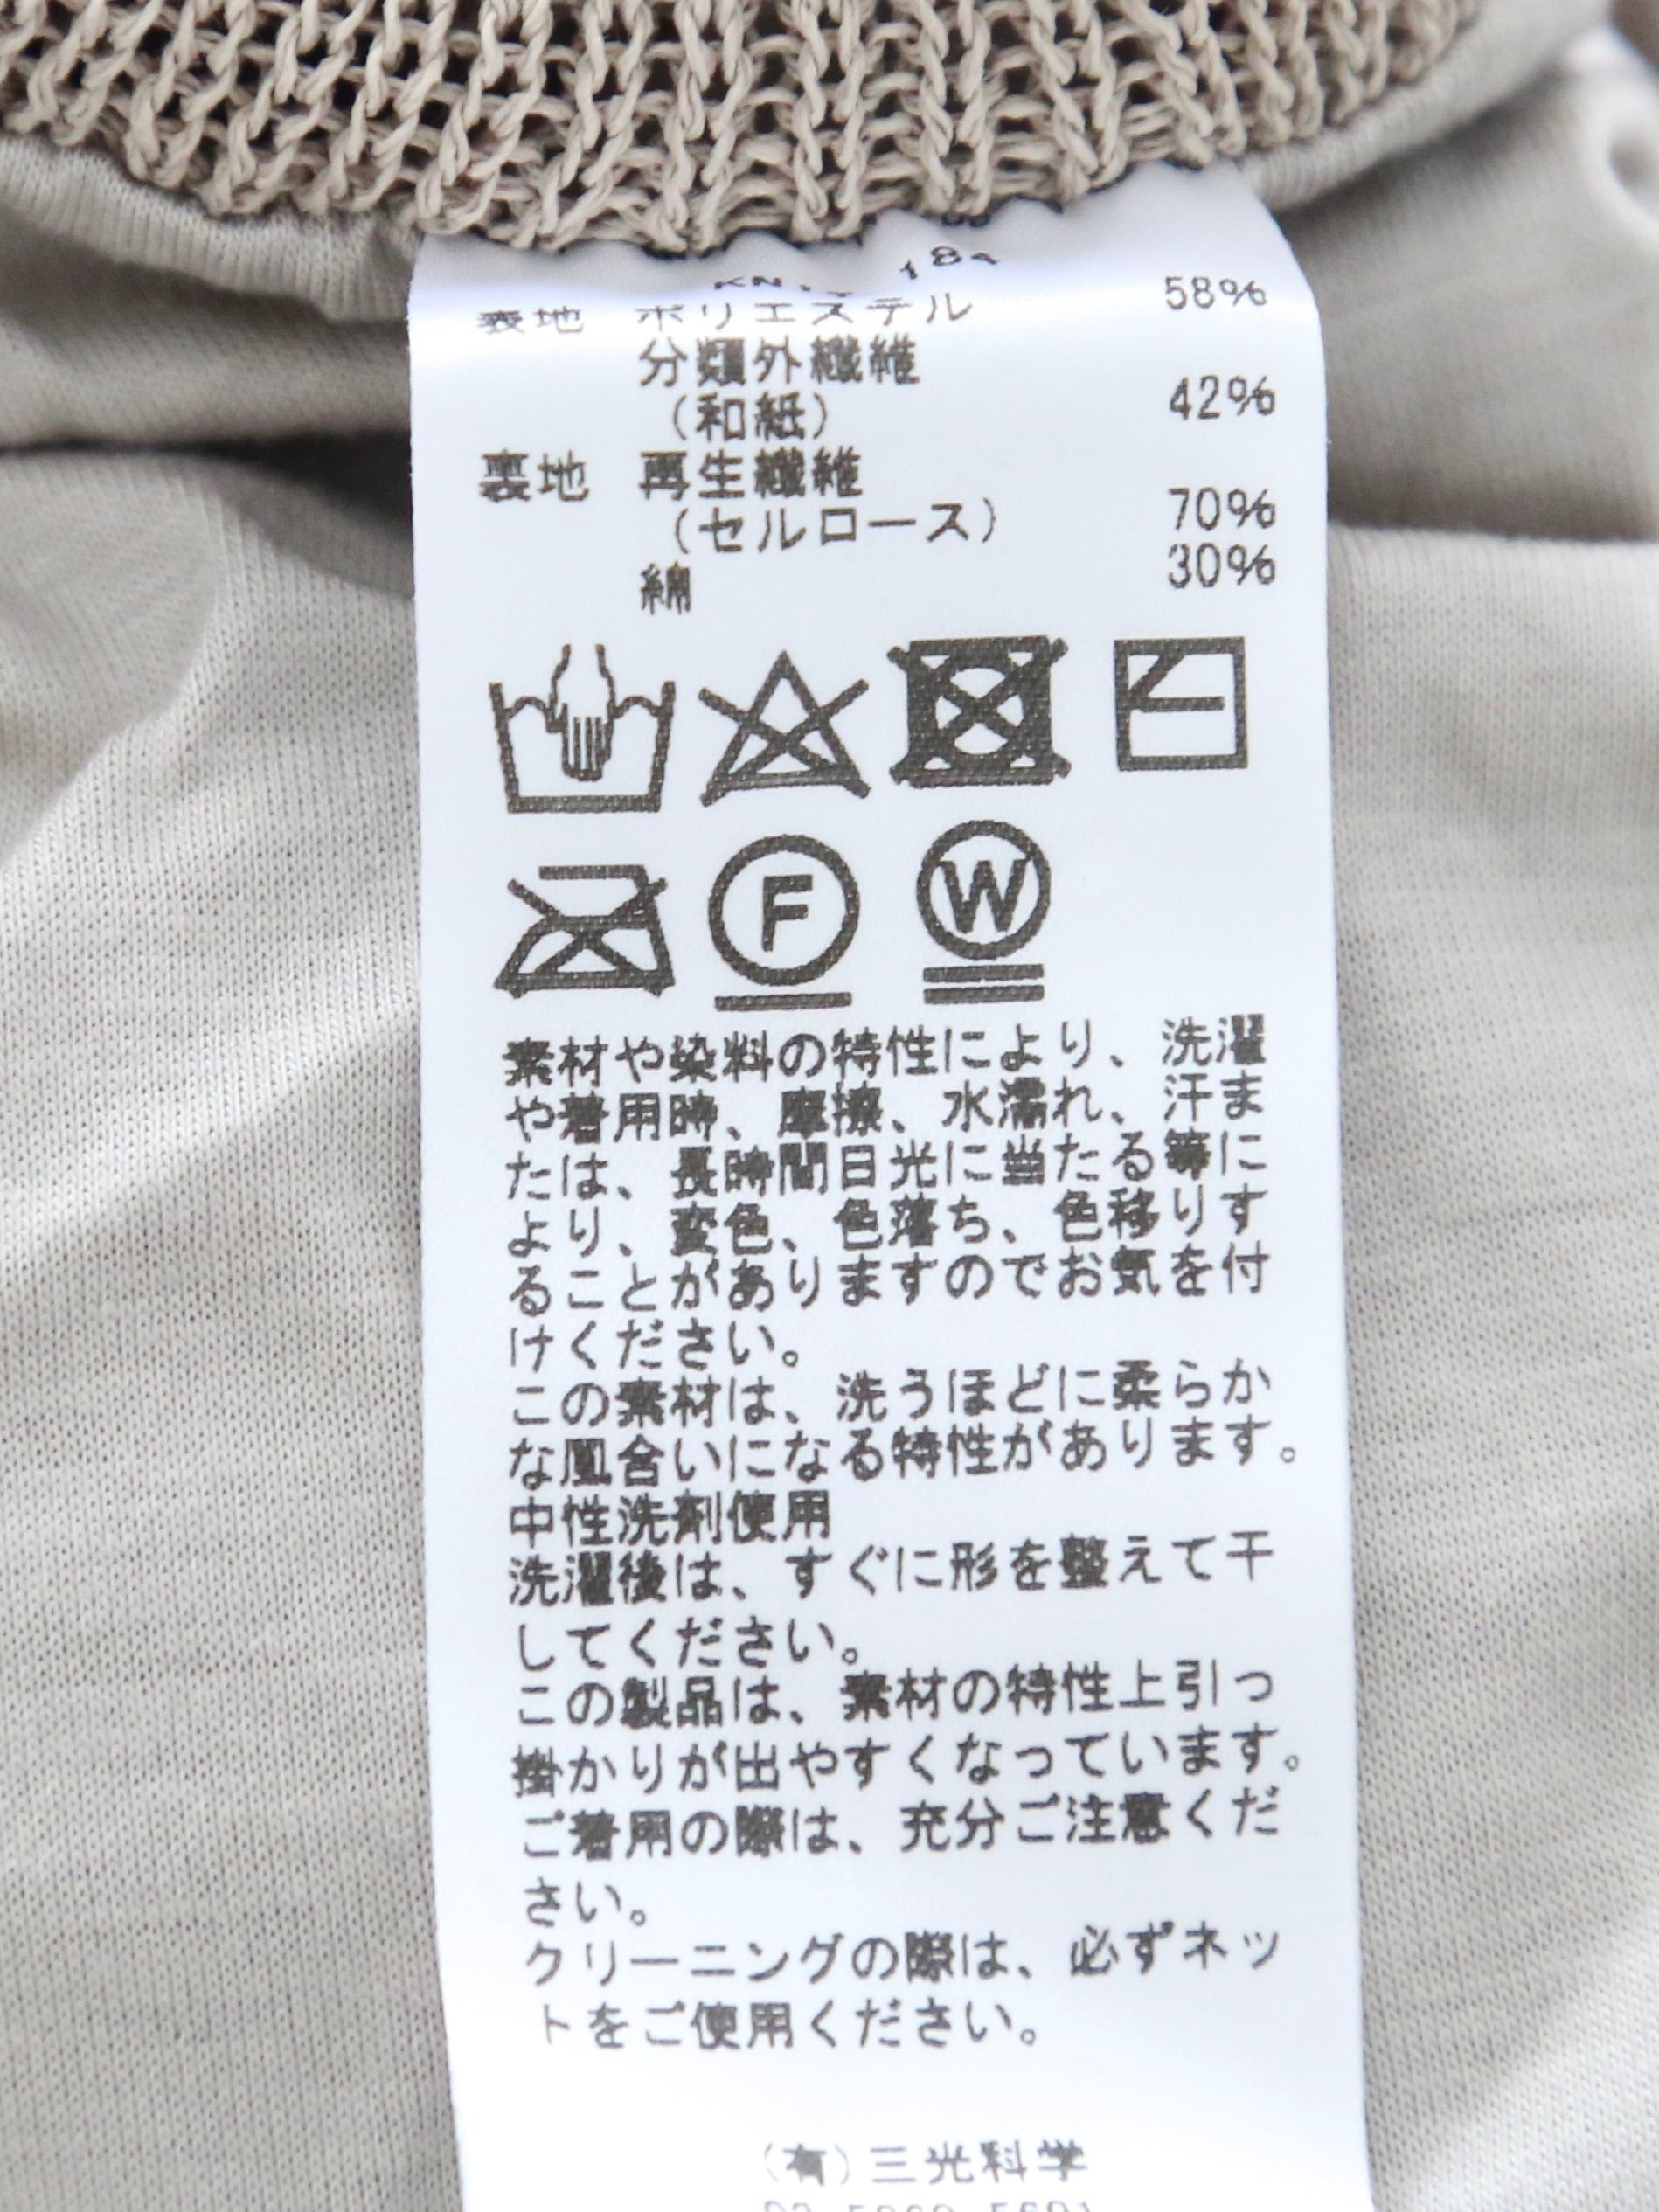 表地 ポリエステル 58%
分類外繊維
(和紙) 42%
裏地 再生繊維
(セルロース) 70%
綿 30%
F W
素材や染料の特性により、洗濯
や着用時、摩擦、水濡れ、汗ま
たは、長時間日光に当たる等に
より、変色、色落ち、色移りす
ることがありますのでお気を付
けください。
この素材は、洗うほどに柔らか
な風合いになる特性があります。
中性洗剤使用
洗濯後は、すぐに形を整えて干
してください。
この製品は、素材の特性上引っ
掛かりが出やすくなっています。
ご着用の際は、充分ご注意くだ
さい。
クリーニングの際は、必ずネッ
トをご使用ください。
(有)三光科学